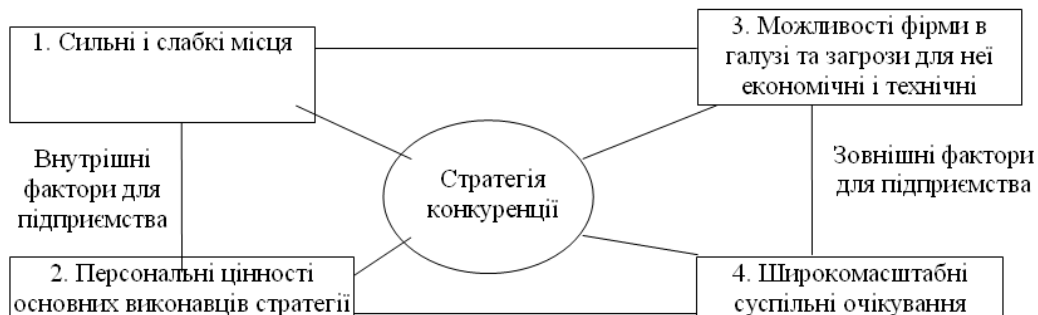 1. Сильні і слабкі місця
3. Можливості фірми в
галузі та загрози для неї
економічні і технічні
Внутрішні
фактори для
підприємства
Стратегія
конкуренції
Зовнішні фактори
для підприємства
2. Персональні цінності
основних виконавців стратегії
4. Широкомасштабні
суспільні очікування